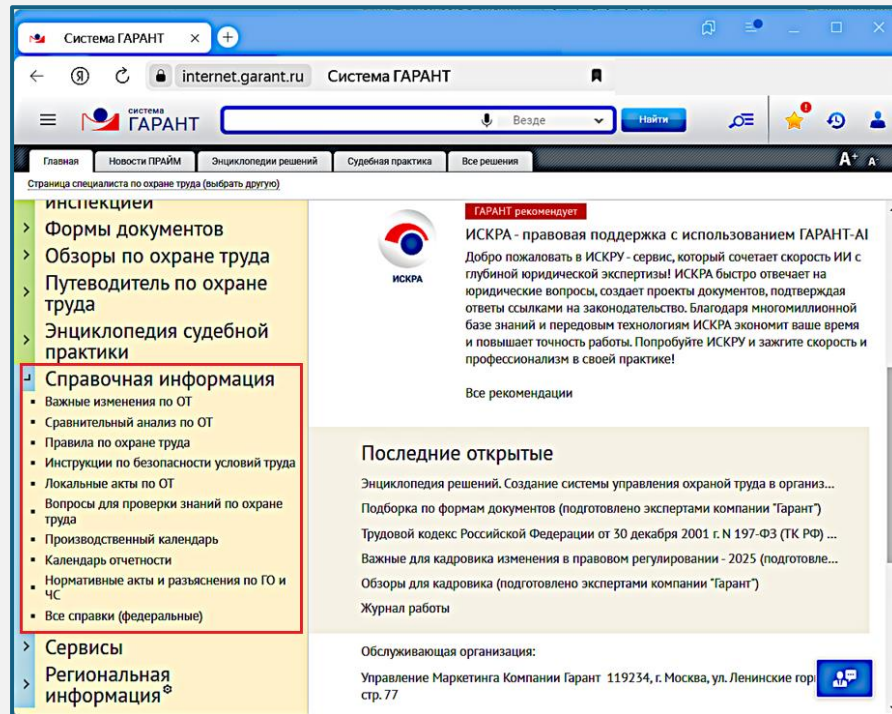 Система ГАРАНТ
internet.garant.ru Система ГАРАНТ
система
ГАРАНТ
Везде
Найти
Главная
Новости ПРАЙМ
Энциклопедии решений
Судебная практика
Все решения
А+ А-
Страница специалиста по охране труда (выбрать другую)
инспекцией
Формы документов
Обзоры по охране труда
Путеводитель по охране
труда
Энциклопедия судебной
практики
Справочная информация
Важные изменения по ОТ
Сравнительный анализ по ОТ
Правила по охране труда
Инструкции по безопасности условий труда
Локальные акты по ОТ
Вопросы для проверки знаний по охране
труда
Производственный календарь
Календарь отчетности
Нормативные акты и разъяснения по ГО и
ЧС
Все справки (федеральные)
Сервисы
Региональная
информация
ИСКРА
ГАРАНТ рекомендует
ИСКРА - правовая поддержка с использованием ГАРАНТ-AI
Добро пожаловать в ИСКРУ - сервис, который сочетает скорость ИИ с
глубиной юридической экспертизы! ИСКРА быстро отвечает на
юридические вопросы, создает проекты документов, подтверждая
ответы ссылками на законодательство. Благодаря многомиллионной
базе знаний и передовым технологиям ИСКРА экономит ваше время
и повышает точность работы. Попробуйте ИСКРУ и зажгите скорость и
профессионализм в своей практике!
Все рекомендации
Последние открытые
Энциклопедия решений. Создание системы управления охраной труда в организ...
Подборка по формам документов (подготовлено экспертами компании "Гарант")
Трудовой кодекс Российской Федерации от 30 декабря 2001 г. N 197-ФЗ (ТК РФ) ...
Важные для кадровика изменения в правовом регулировании - 2025 (подготовле...
Обзоры для кадровика (подготовлено экспертами компании "Гарант")
Журнал работы
Обслуживающая организация:
Управление Маркетинга Компании Гарант 119234, г. Москва, ул. Ленинские гор
стр. 77